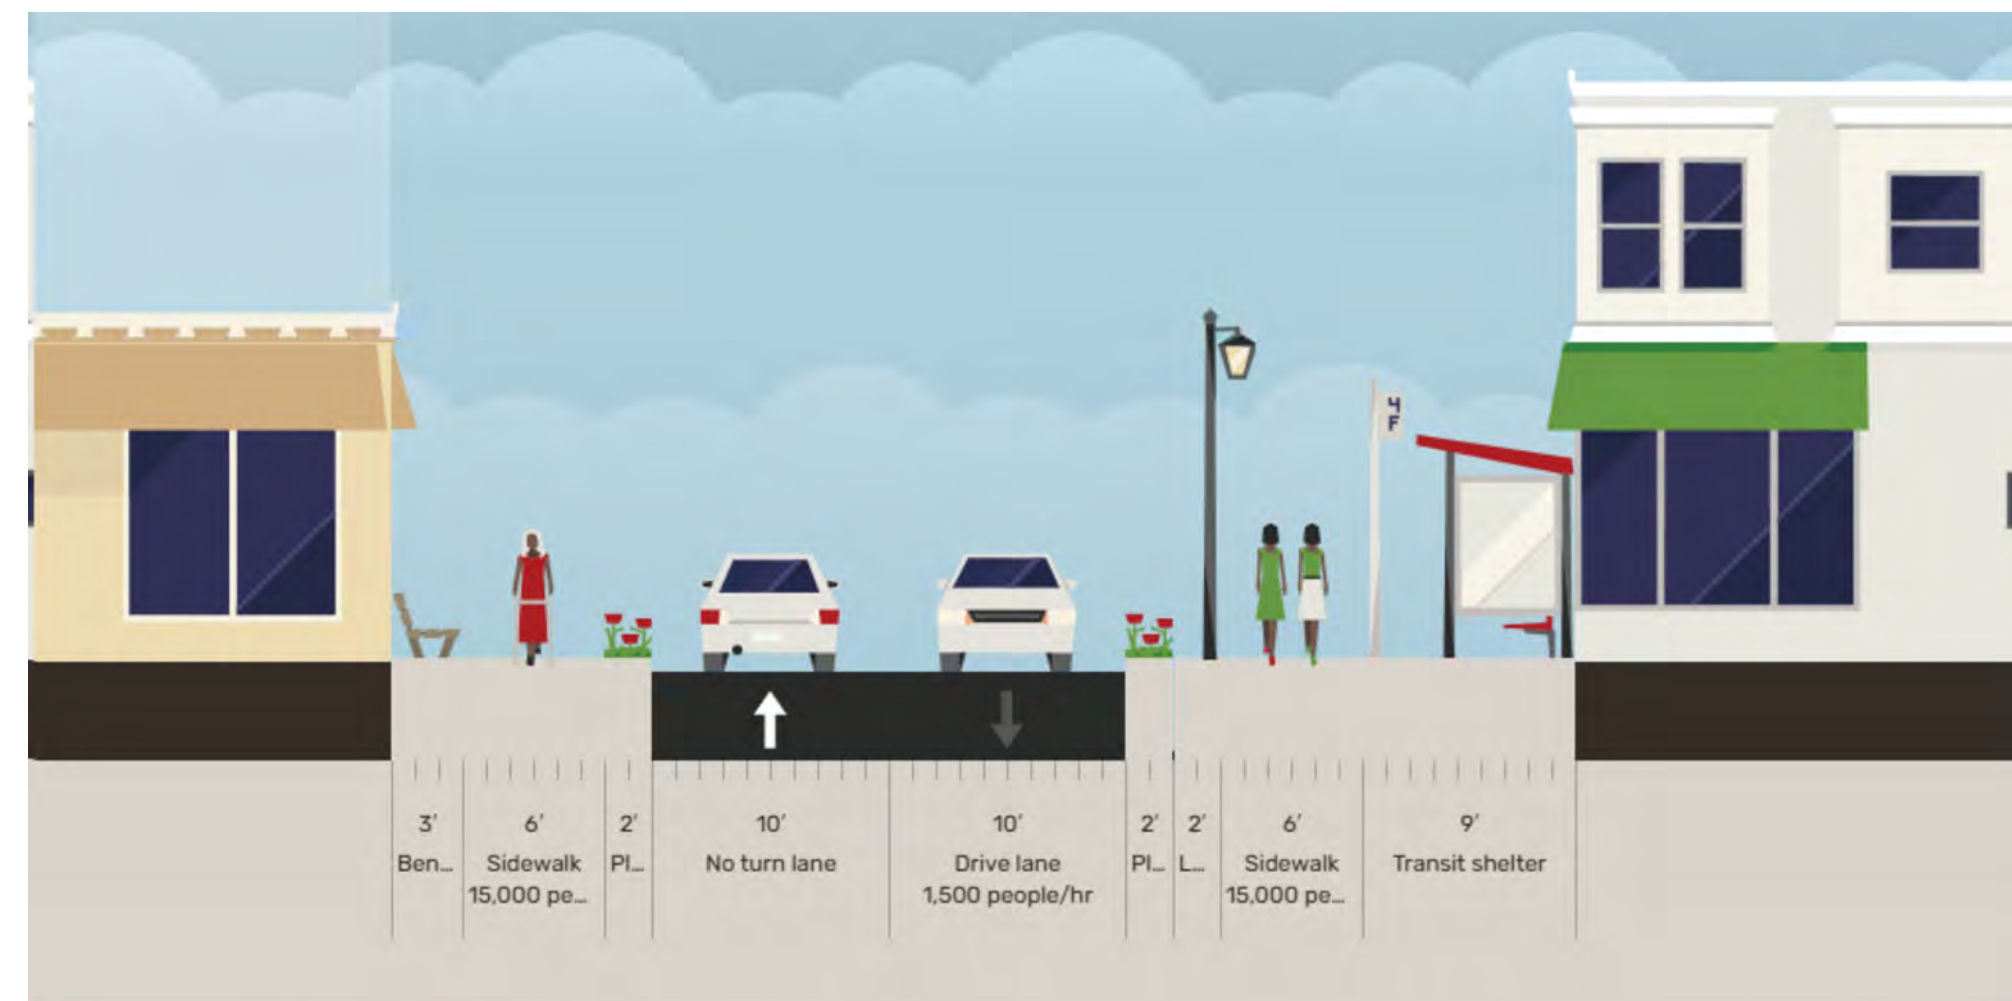 4
F
3′ 6′ 2′ 10′ 10′ 2′ 2′ 6′ 9′
Ben... Sidewalk Pl... No turn lane Drive lane Pl... L... Sidewalk Transit shelter
15,000 pe... 1,500 people/hr 15,000 pe...